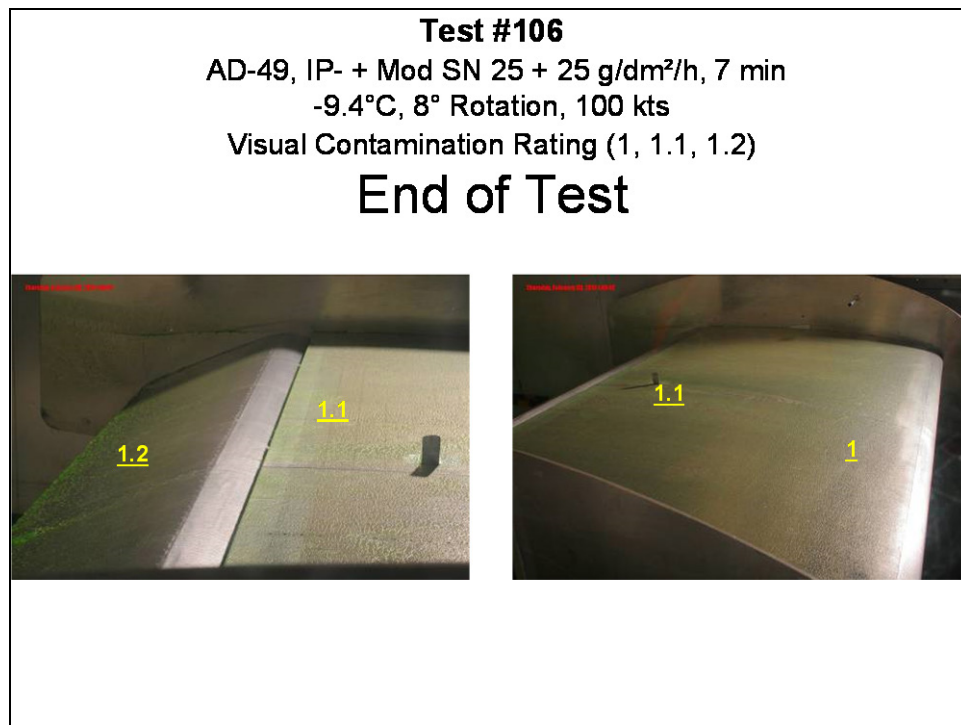 Test #106
AD-49, IP- + Mod SN 25 + 25 g/dm²/h, 7 min
-9.4°C, 8° Rotation, 100 kts
Visual Contamination Rating (1, 1.1, 1.2)
End of Test
1.2
1.1
1.1
1